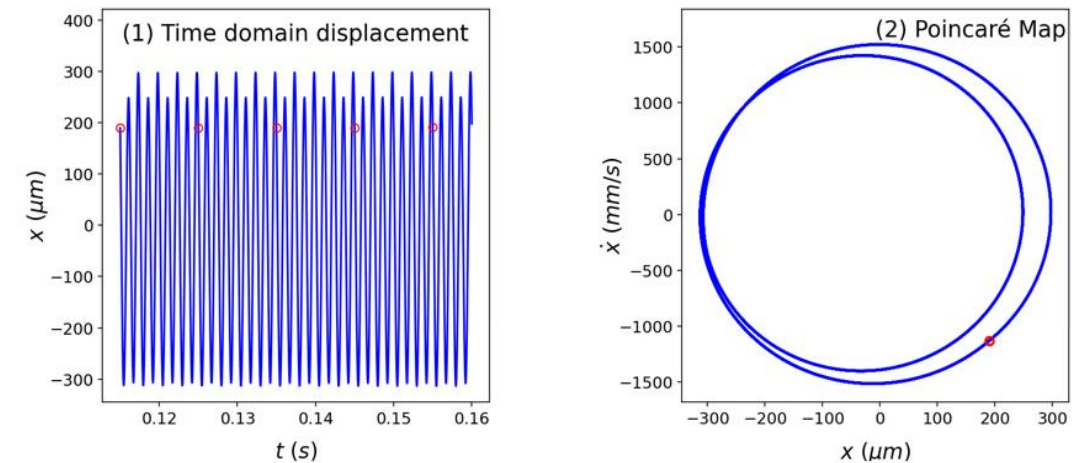 (1) Time domain displacement
400
300
200
100
0
−100
−200
−300
x (μm)
0.12 0.13 0.14 0.15 0.16
t (s)
(2) Poincaré Map
1500
1000
500
0
−500
−1000
−1500
ẋ (mm/s)
−300 −200 −100 0 100 200 300
x (μm)